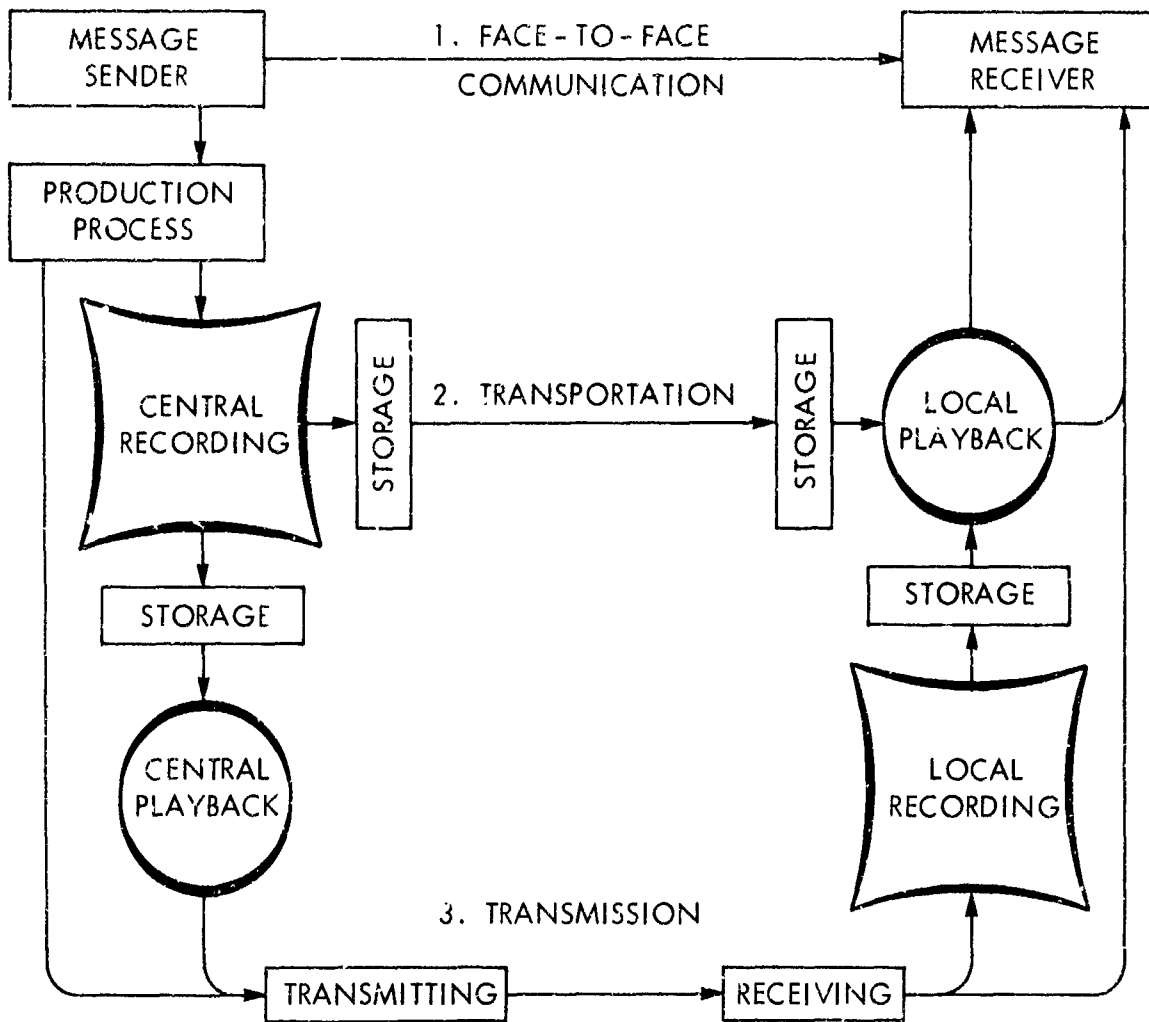 MESSAGE
SENDER
1. FACE-TO-FACE
COMMUNICATION
MESSAGE
RECEIVER
PRODUCTION
PROCESS
CENTRAL
RECORDING
STORAGE
2. TRANSPORTATION
STORAGE
LOCAL
PLAYBACK
STORAGE
STORAGE
CENTRAL
PLAYBACK
LOCAL
RECORDING
3. TRANSMISSION
TRANSMITTING
RECEIVING